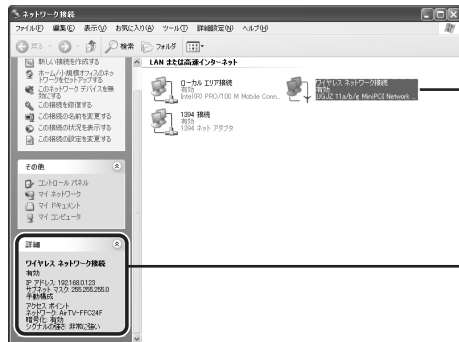 ネットワーク接続
ファイル(F) 編集(E) 表示(V) お気に入り(A) ツール(T) 詳細設定(N) ヘルプ(H)
戻る 検索 フォルダ
新しい接続を作成する
ホーム/小規模オフィスのネットワークをセットアップする
このネットワーク デバイスを無効にする
この接続を修復する
この接続の名前を変更する
この接続の状況を表示する
この接続の設定を変更する
その他
コントロール パネル
マイ ネットワーク
マイ ドキュメント
マイ コンピュータ
詳細
ワイヤレス ネットワーク接続
有効
IP アドレス: 192.168.0.123
サブネット マスク: 255.255.255.0
手動構成
アクセス ポイント
ネットワーク: AirTV-FFC24F
暗号化: 有効
シグナルの強さ: 非常に強い
LAN または高速インターネット
ローカル エリア接続
有効
Intel(R) PRO/100 M Mobile Conn...
ワイヤレス ネットワーク接続
有効
UGJZ 11a/b/g MiniPCI Network ...
1394 接続
有効
1394 ネット アダプタ